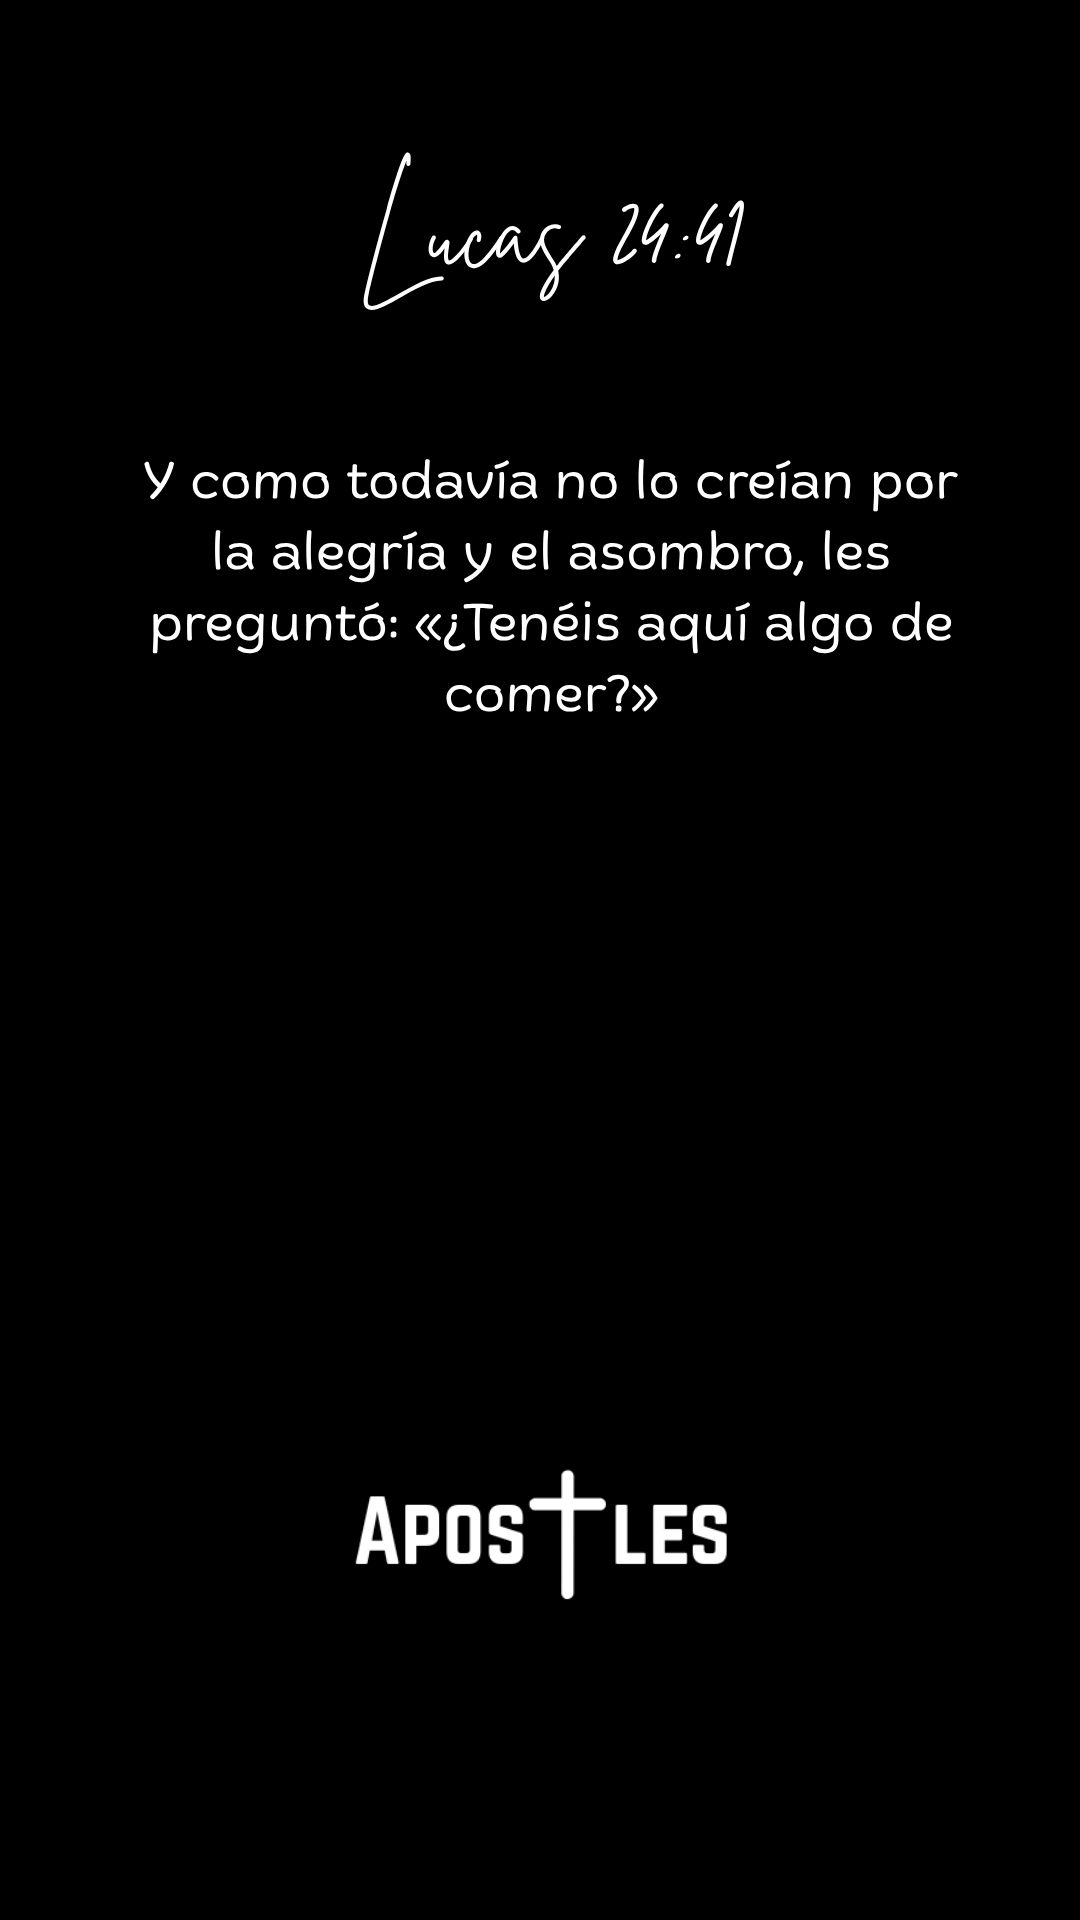 Lucas 24:41
Y como todavía no lo creían por
la alegría y el asombro, les
preguntó: «¿Tenéis aquí algo de
comer?»
APOSTLES